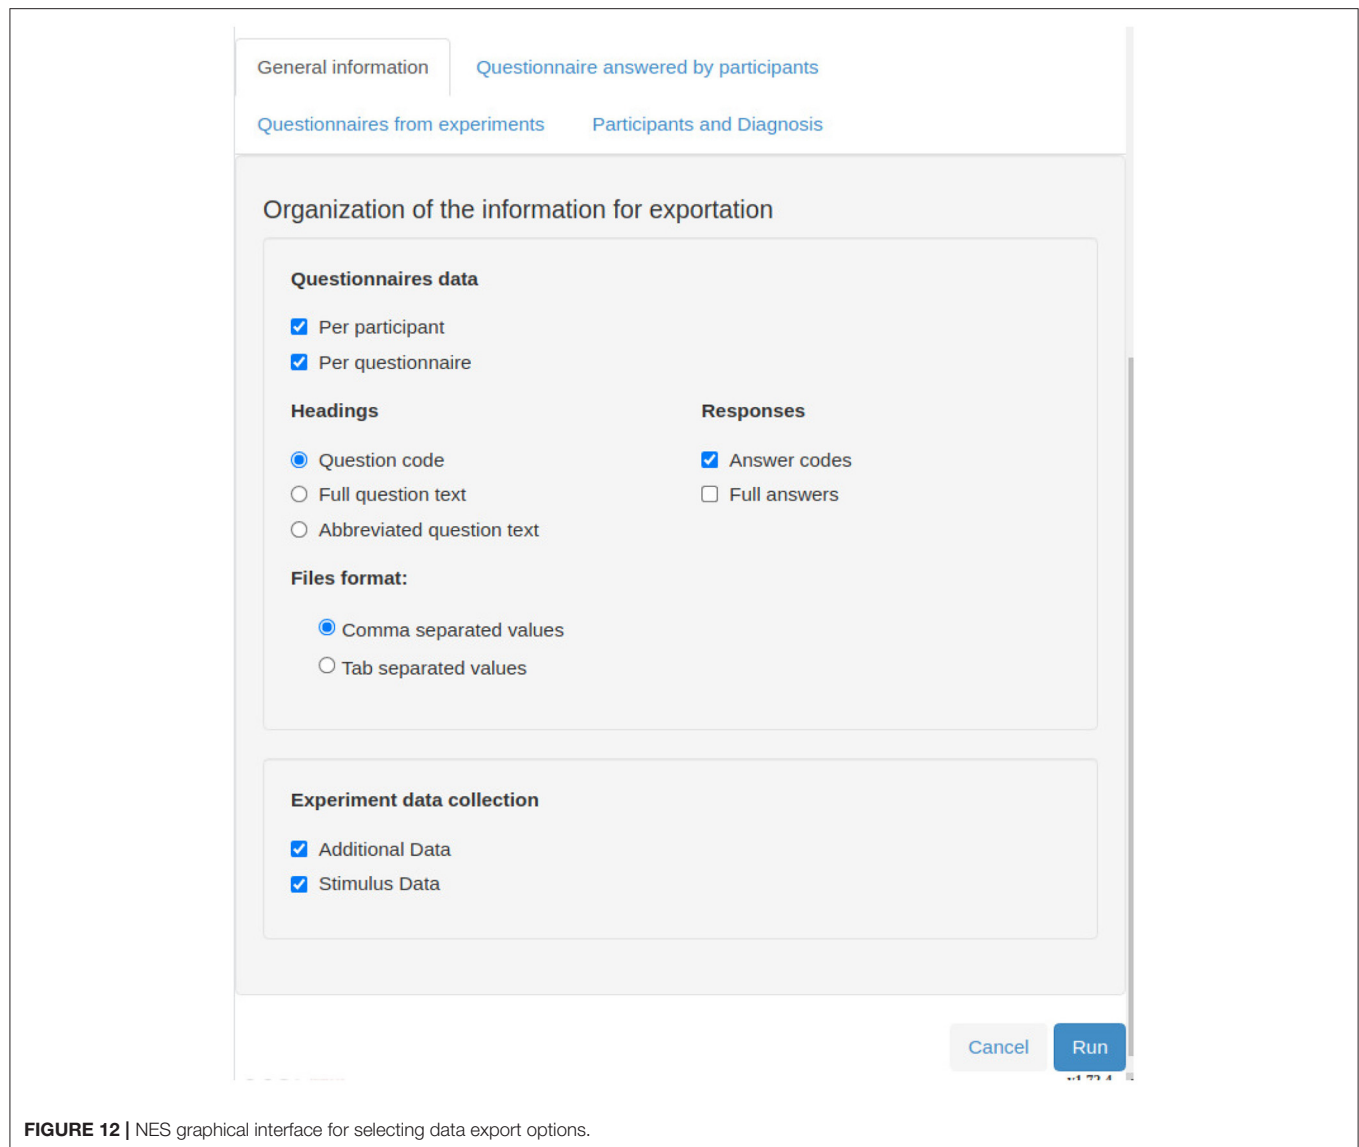 General information
Questionnaire answered by participants
Questionnaires from experiments
Participants and Diagnosis
Organization of the information for exportation
Questionnaires data
Per participant
Per questionnaire
Headings
Responses
Question code
Answer codes
Full question text
Full answers
Abbreviated question text
Files format:
Comma separated values
Tab separated values
Experiment data collection
Additional Data
Stimulus Data
Cancel
Run
FIGURE 12 | NES graphical interface for selecting data export options.